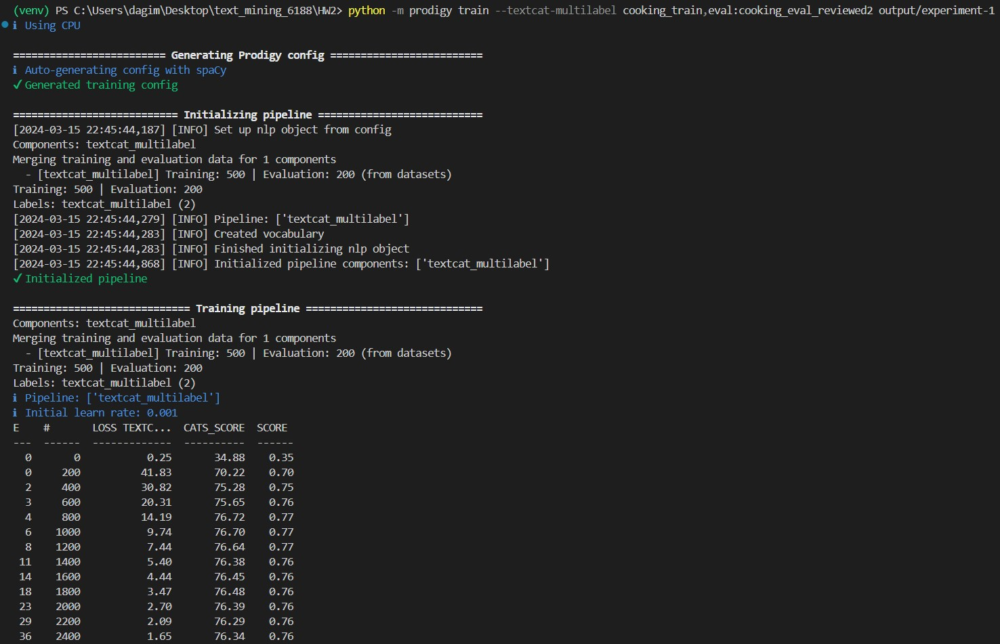 (venv) PS C:\Users\dagim\Desktop\text_mining_6188\HW2> python -m prodigy train --textcat-multilabel cooking_train,eval:cooking_eval_reviewed2 output/experiment-1
i Using CPU
========================= Generating Prodigy config =========================
i Auto-generating config with spaCy
✔ Generated training config
=========================== Initializing pipeline ===========================
[2024-03-15 22:45:44,187] [INFO] Set up nlp object from config
Components: textcat_multilabel
Merging training and evaluation data for 1 components
- [textcat_multilabel] Training: 500 | Evaluation: 200 (from datasets)
Training: 500 | Evaluation: 200
Labels: textcat_multilabel (2)
[2024-03-15 22:45:44,279] [INFO] Pipeline: ['textcat_multilabel']
[2024-03-15 22:45:44,283] [INFO] Created vocabulary
[2024-03-15 22:45:44,283] [INFO] Finished initializing nlp object
[2024-03-15 22:45:44,868] [INFO] Initialized pipeline components: ['textcat_multilabel']
✔ Initialized pipeline
============================= Training pipeline =============================
Components: textcat_multilabel
Merging training and evaluation data for 1 components
- [textcat_multilabel] Training: 500 | Evaluation: 200 (from datasets)
Training: 500 | Evaluation: 200
Labels: textcat_multilabel (2)
i Pipeline: ['textcat_multilabel']
i Initial learn rate: 0.001
E    #       LOSS TEXTC...  CATS_SCORE  SCORE
---  ------  -------------  ----------  ------
  0       0           0.25       34.88    0.35
  0     200          41.83       70.22    0.70
  2     400          30.82       75.28    0.75
  3     600          20.31       75.65    0.76
  4     800          14.19       76.72    0.77
  6    1000           9.74       76.70    0.77
  8    1200           7.44       76.64    0.77
 11    1400           5.40       76.38    0.76
 14    1600           4.44       76.45    0.76
 18    1800           3.47       76.48    0.76
 23    2000           2.70       76.39    0.76
 29    2200           2.09       76.29    0.76
 36    2400           1.65       76.34    0.76